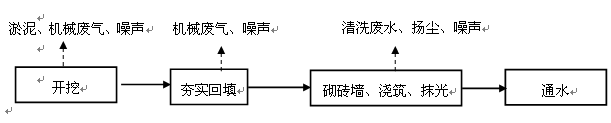 淤泥、机械废气、噪声
机械废气、噪声
清洗废水、扬尘、噪声
开挖
夯实回填
砌砖墙、浇筑、抹光
通水